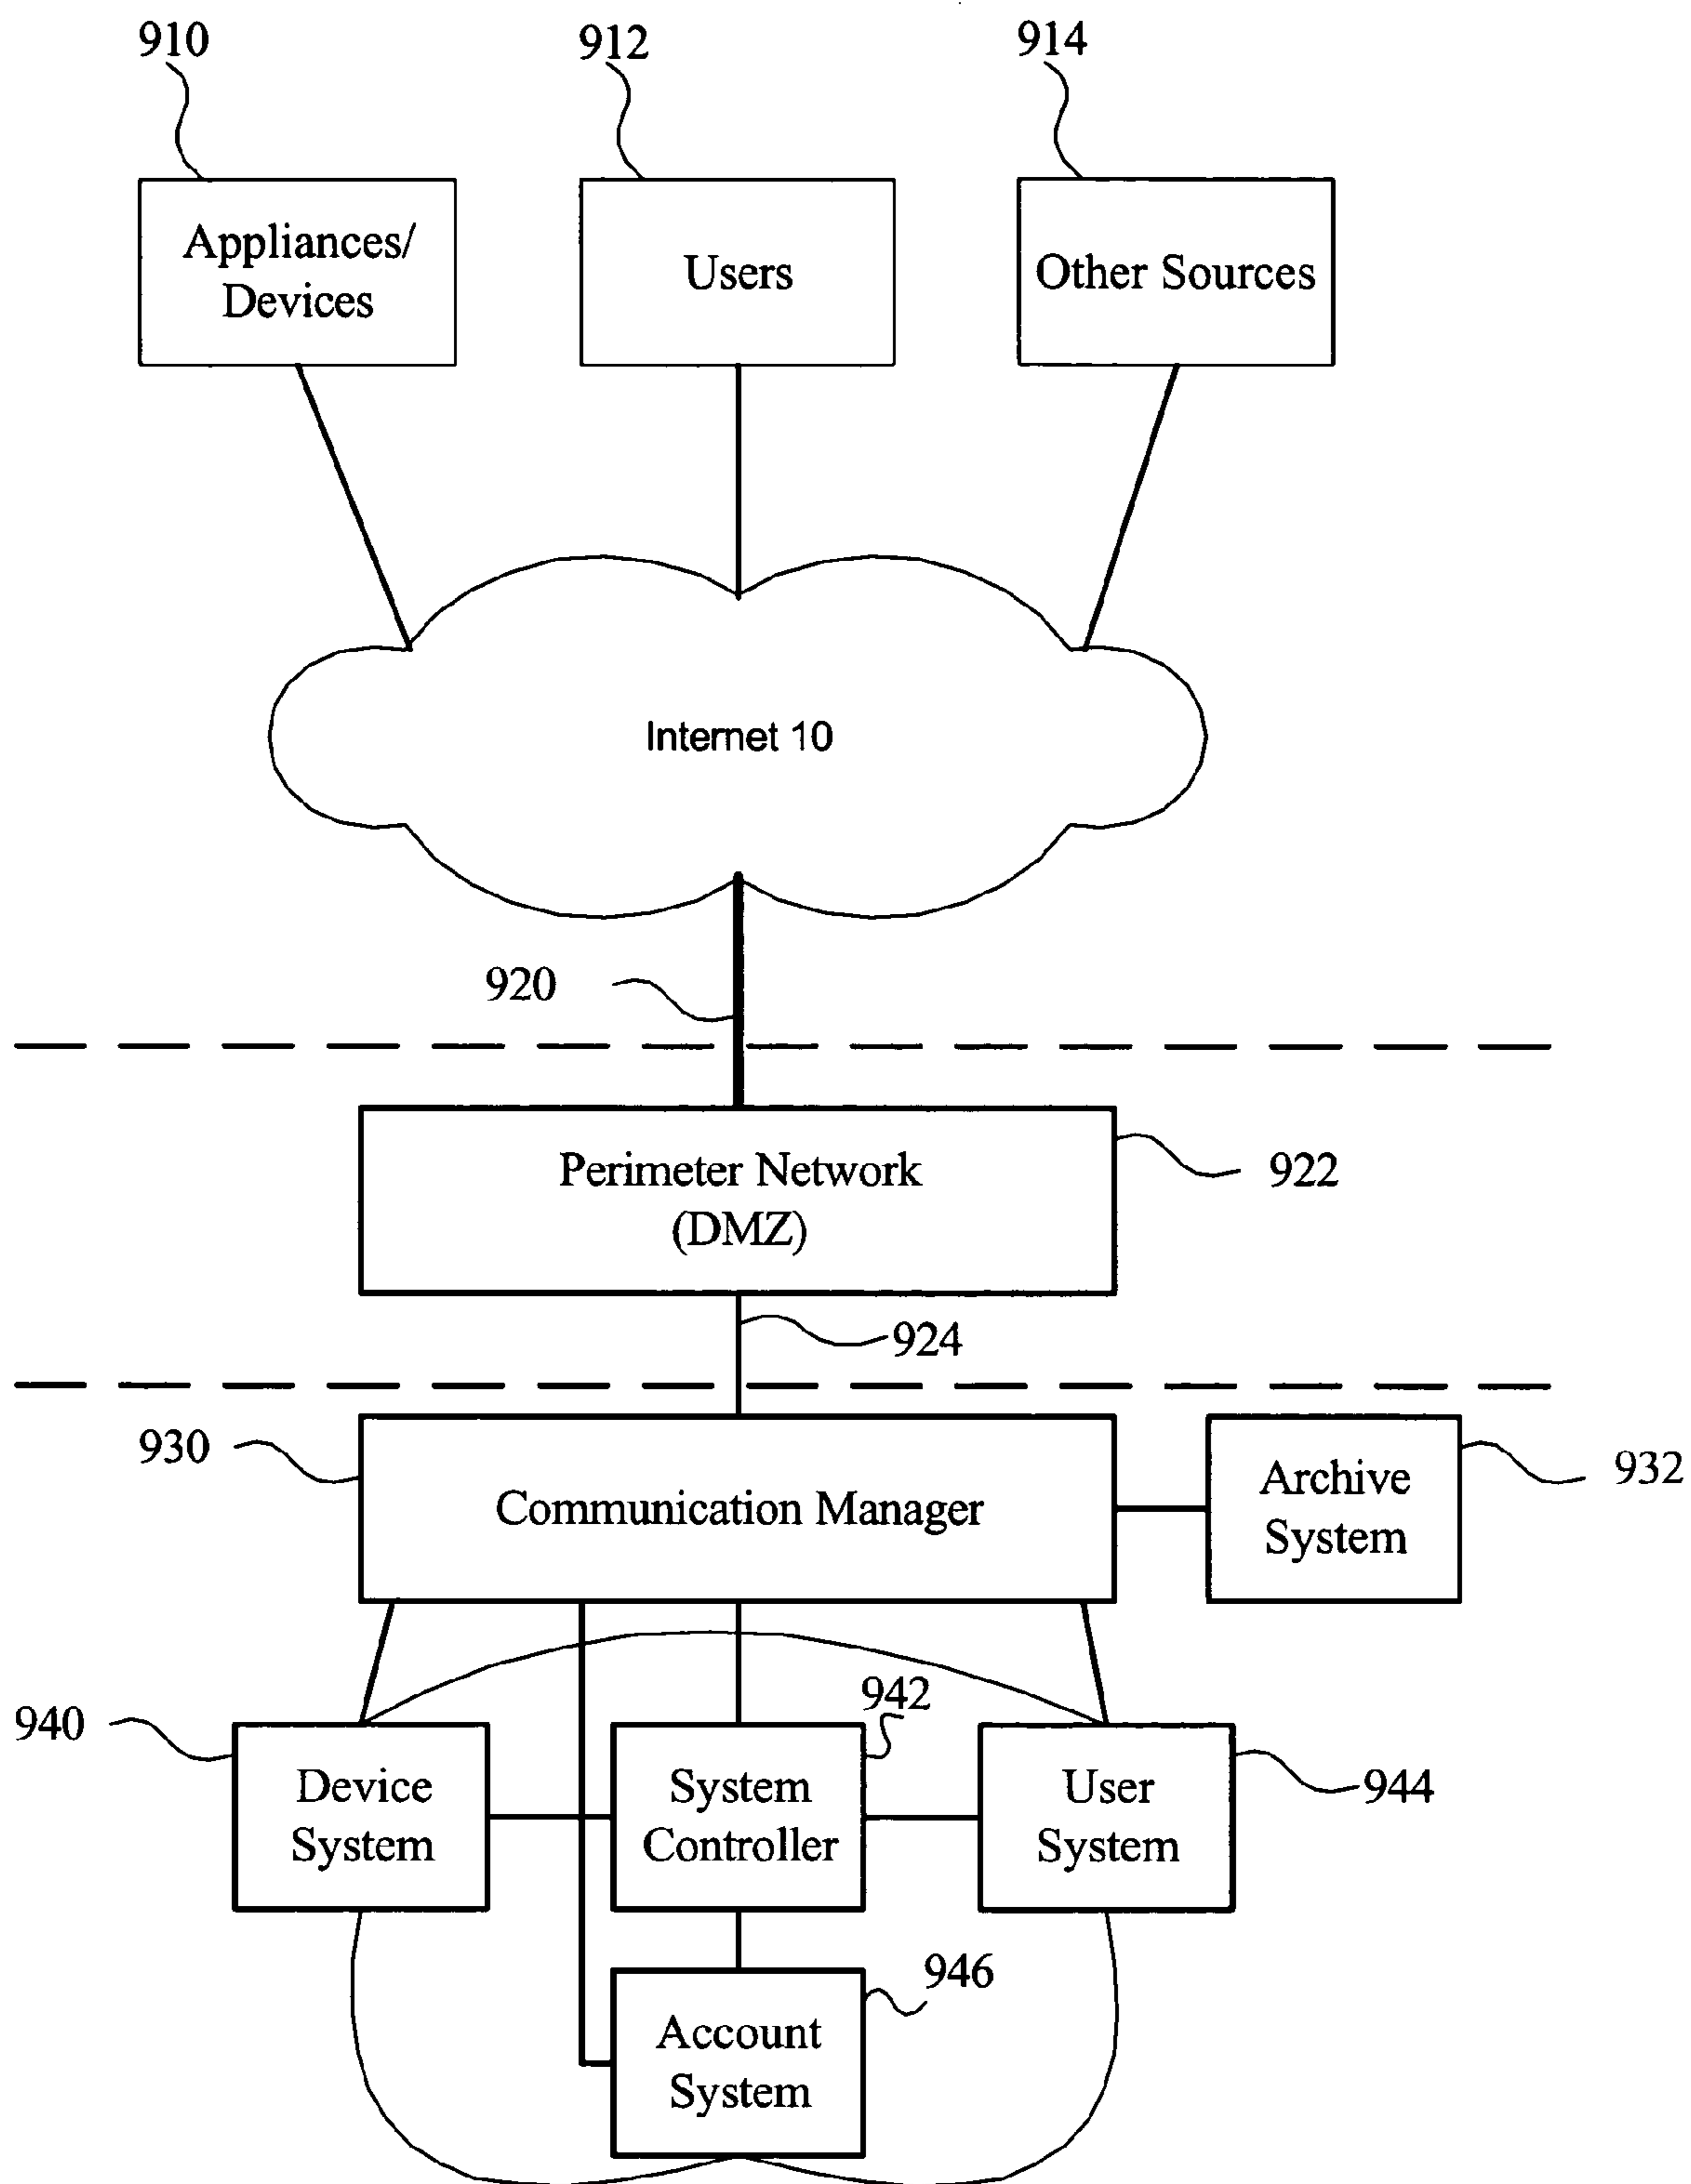 910
912
914
Appliances/
Devices
Users
Other Sources
Internet 10
920
Perimeter Network
(DMZ)
922
924
930
Communication Manager
Archive
System
932
940
942
Device
System
System
Controller
User
System
944
946
Account
System